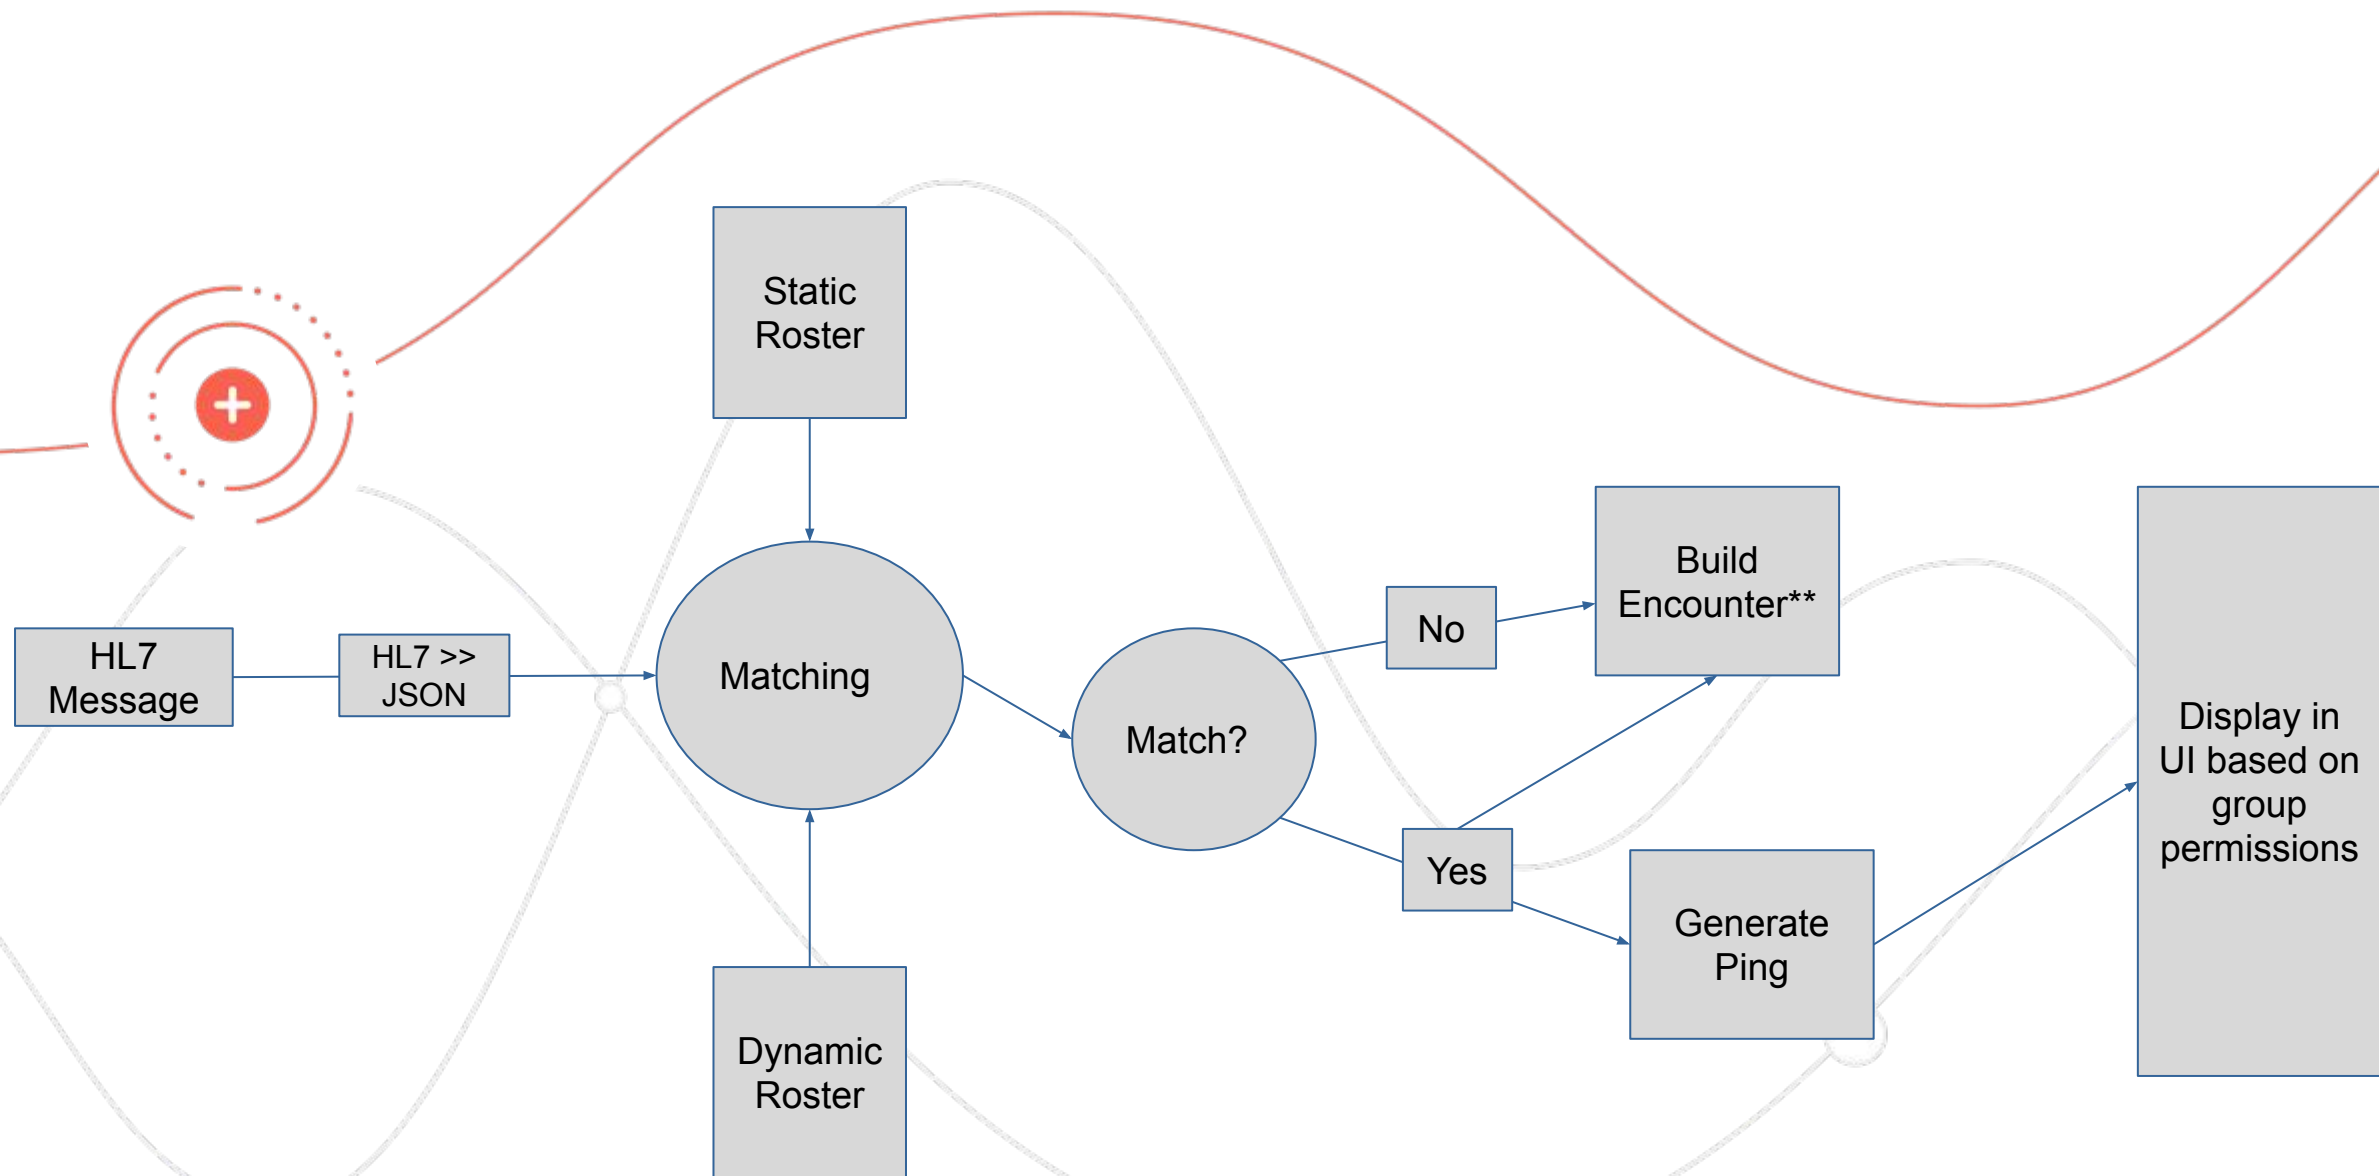 Static
Roster
HL7
Message
HL7 >>
JSON
Matching
Match?
No
Yes
Build
Encounter**
Generate
Ping
Display in
UI based on
group
permissions
Dynamic
Roster